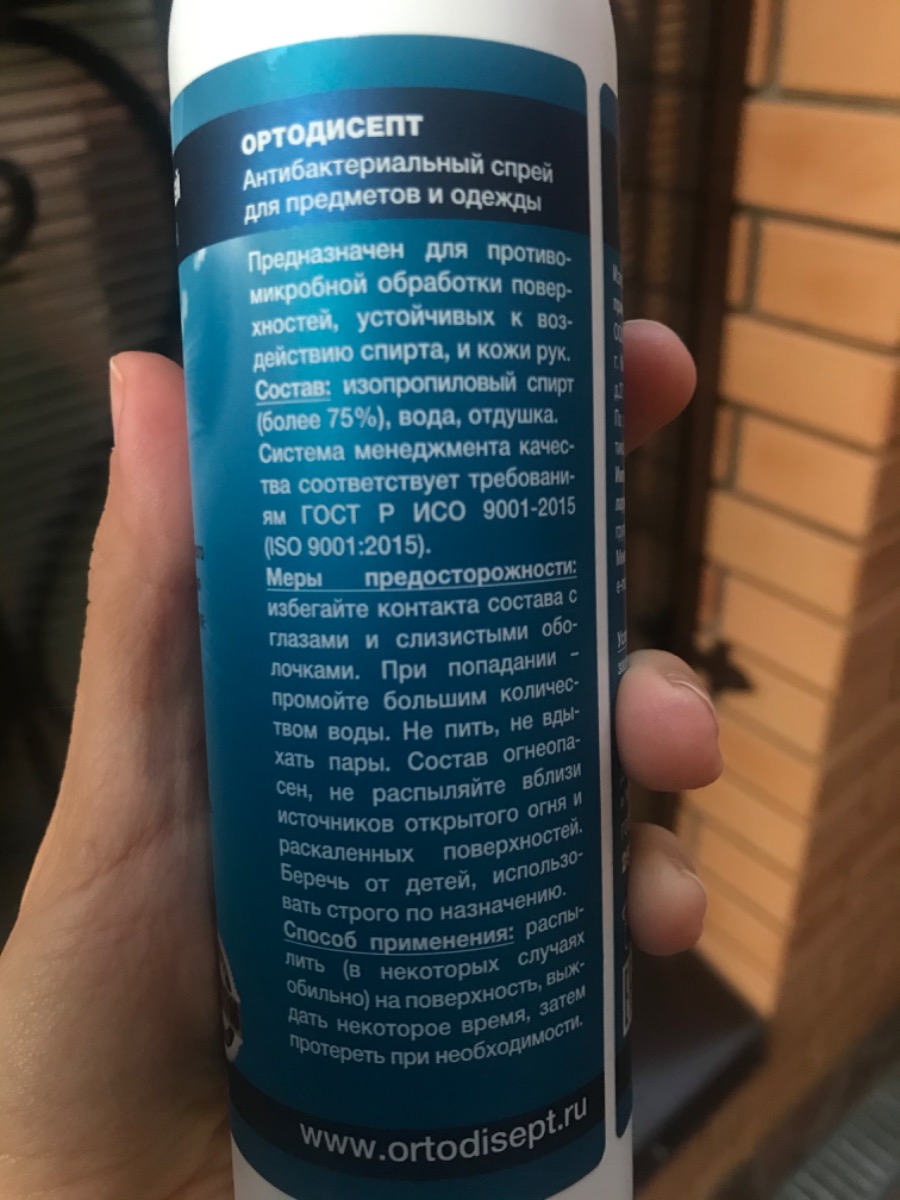 ОРТОДИСЕПТ
Антибактериальный спрей
для предметов и одежды
Предназначен для противо-
микробной обработки повер-
хностей, устойчивых к воз-
действию спирта, и кожи рук.
Состав: изопропиловый спирт
(более 75%), вода, отдушка.
Система менеджмента качес-
тва соответствует требовани-
ям ГОСТ Р ИСО 9001-2015
(ISO 9001:2015).
Меры предосторожности:
избегайте контакта состава с
глазами и слизистыми обо-
лочками. При попадании –
промойте большим количес-
твом воды. Не пить, не вды-
хать пары. Состав огнеопа-
сен, не распыляйте вблизи
источников открытого огня и
раскаленных поверхностей.
Беречь от детей, использо-
вать строго по назначению.
Способ применения: распы-
лить (в некоторых случаях
обильно) на поверхность, выж-
дать некоторое время, затем
протереть при необходимости.
www.ortodisept.ru